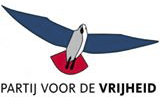 PARTIJ VOOR DE VRIJHEID